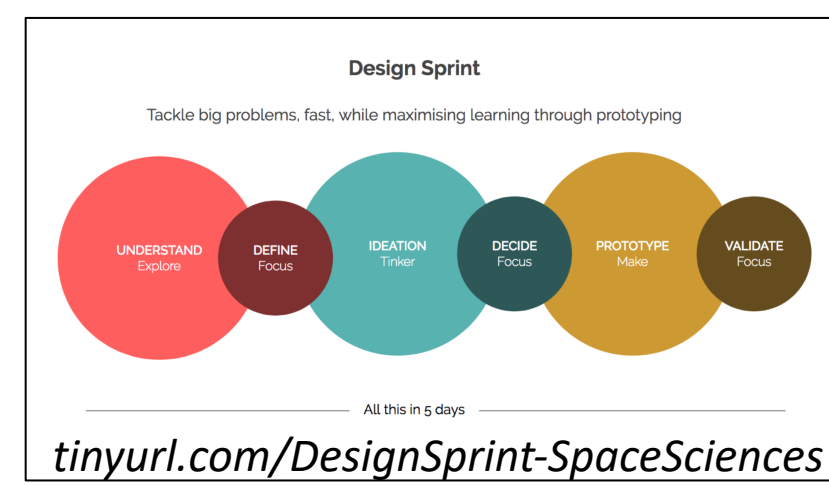 Design Sprint
Tackle big problems, fast, while maximising learning through prototyping
UNDERSTAND
Explore
DEFINE
Focus
IDEATION
Tinker
DECIDE
Focus
PROTOTYPE
Make
VALIDATE
Focus
All this in 5 days
tinyurl.com/DesignSprint-SpaceSciences